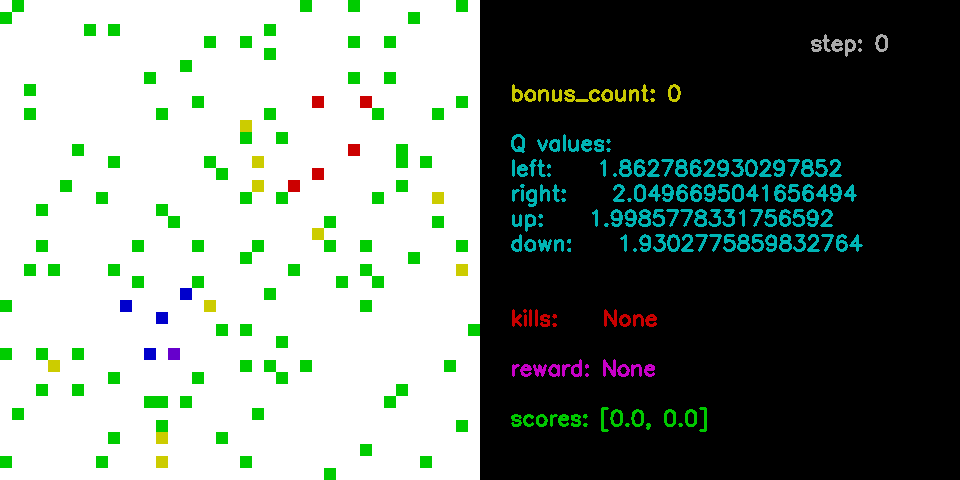 step: 0
bonus_count: 0
Q values:
left: 1.8627862930297852
right: 2.0496695041656494
up: 1.9985778331756592
down: 1.9302775859832764
kills: None
reward: None
scores: [0.0, 0.0]